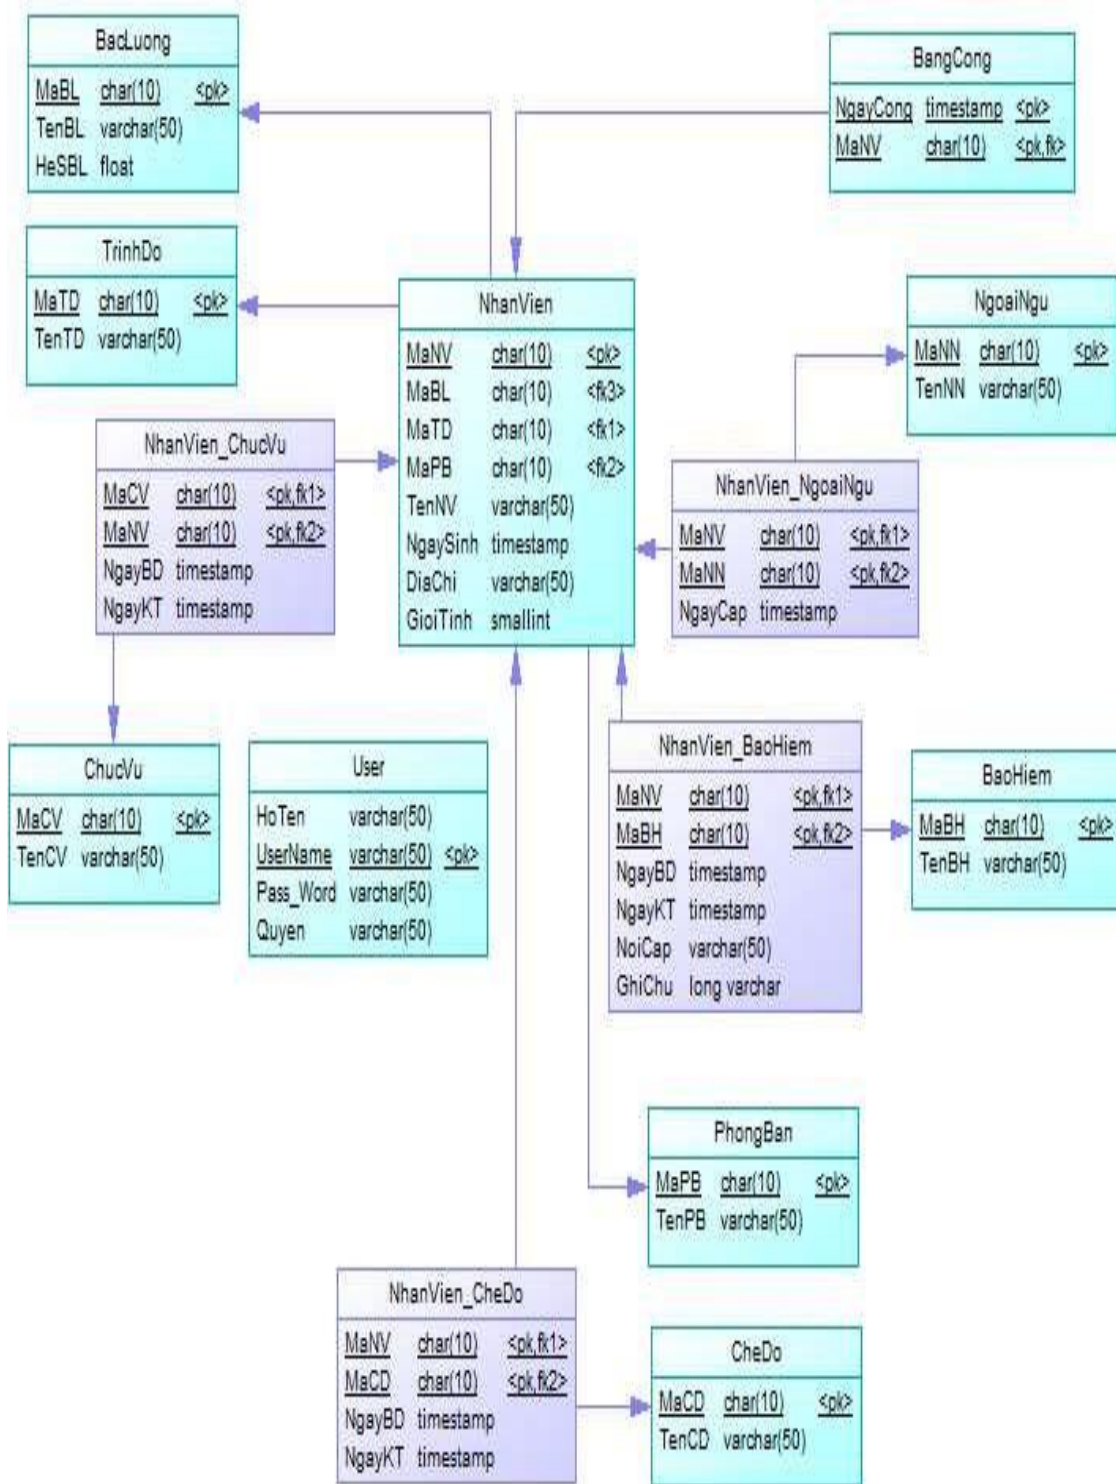 BacLuong
MaBL char(10) <pk>
TenBL varchar(50)
HeSBL float
BangCong
NgayCong timestamp <pk>
MaNV char(10) <pk,fk>
TrinhDo
MaTD char(10) <pk>
TenTD varchar(50)
NhanVien
MaNV char(10) <pk>
MaBL char(10) <fk3>
MaTD char(10) <fk1>
MaPB char(10) <fk2>
TenNV varchar(50)
NgaySinh timestamp
DiaChi varchar(50)
GioiTinh smallint
NgoaiNgu
MaNN char(10) <pk>
TenNN varchar(50)
NhanVien_ChucVu
MaCV char(10) <pk,fk1>
MaNV char(10) <pk,fk2>
NgayBD timestamp
NgayKT timestamp
NhanVien_NgoaiNgu
MaNV char(10) <pk,fk1>
MaNN char(10) <pk,fk2>
NgayCap timestamp
ChucVu
MaCV char(10) <pk>
TenCV varchar(50)
User
HoTen varchar(50)
UserName varchar(50) <pk>
Pass_Word varchar(50)
Quyen varchar(50)
NhanVien_BaoHiem
MaNV char(10) <pk,fk1>
MaBH char(10) <pk,fk2>
NgayBD timestamp
NgayKT timestamp
NoiCap varchar(50)
GhiChu long varchar
BaoHiem
MaBH char(10) <pk>
TenBH varchar(50)
PhongBan
MaPB char(10) <pk>
TenPB varchar(50)
NhanVien_CheDo
MaNV char(10) <pk,fk1>
MaCD char(10) <pk,fk2>
NgayBD timestamp
NgayKT timestamp
CheDo
MaCD char(10) <pk>
TenCD varchar(50)